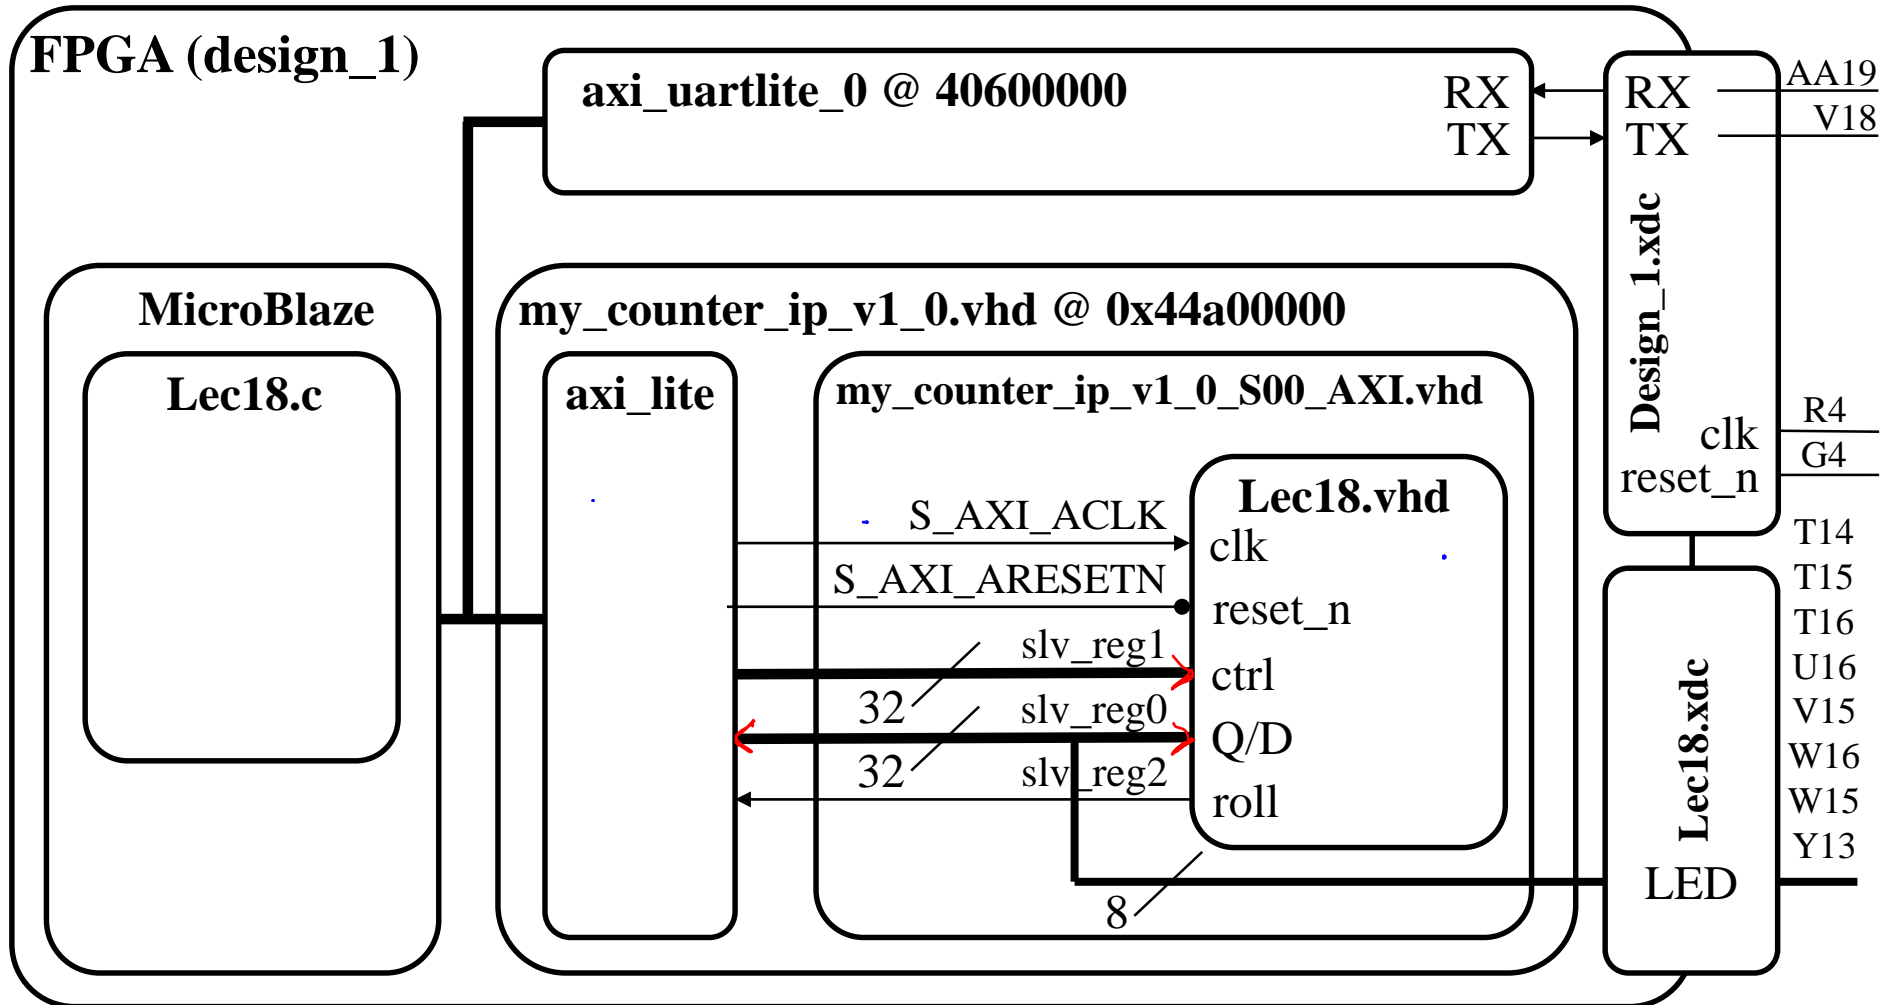 FPGA (design_1)
axi_uartlite_0 @ 40600000
RX
TX
RX
TX
AA19
V18
Design_1.xdc
clk
reset_n
R4
G4
MicroBlaze
Lec18.c
my_counter_ip_v1_0.vhd @ 0x44a00000
axi_lite
my_counter_ip_v1_0_S00_AXI.vhd
Lec18.vhd
S_AXI_ACLK
clk
S_AXI_ARESETN
reset_n
slv_reg1
32
ctrl
slv_reg0
32
Q/D
slv_reg2
roll
8
Lec18.xdc
LED
T14
T15
T16
U16
V15
W16
W15
Y13